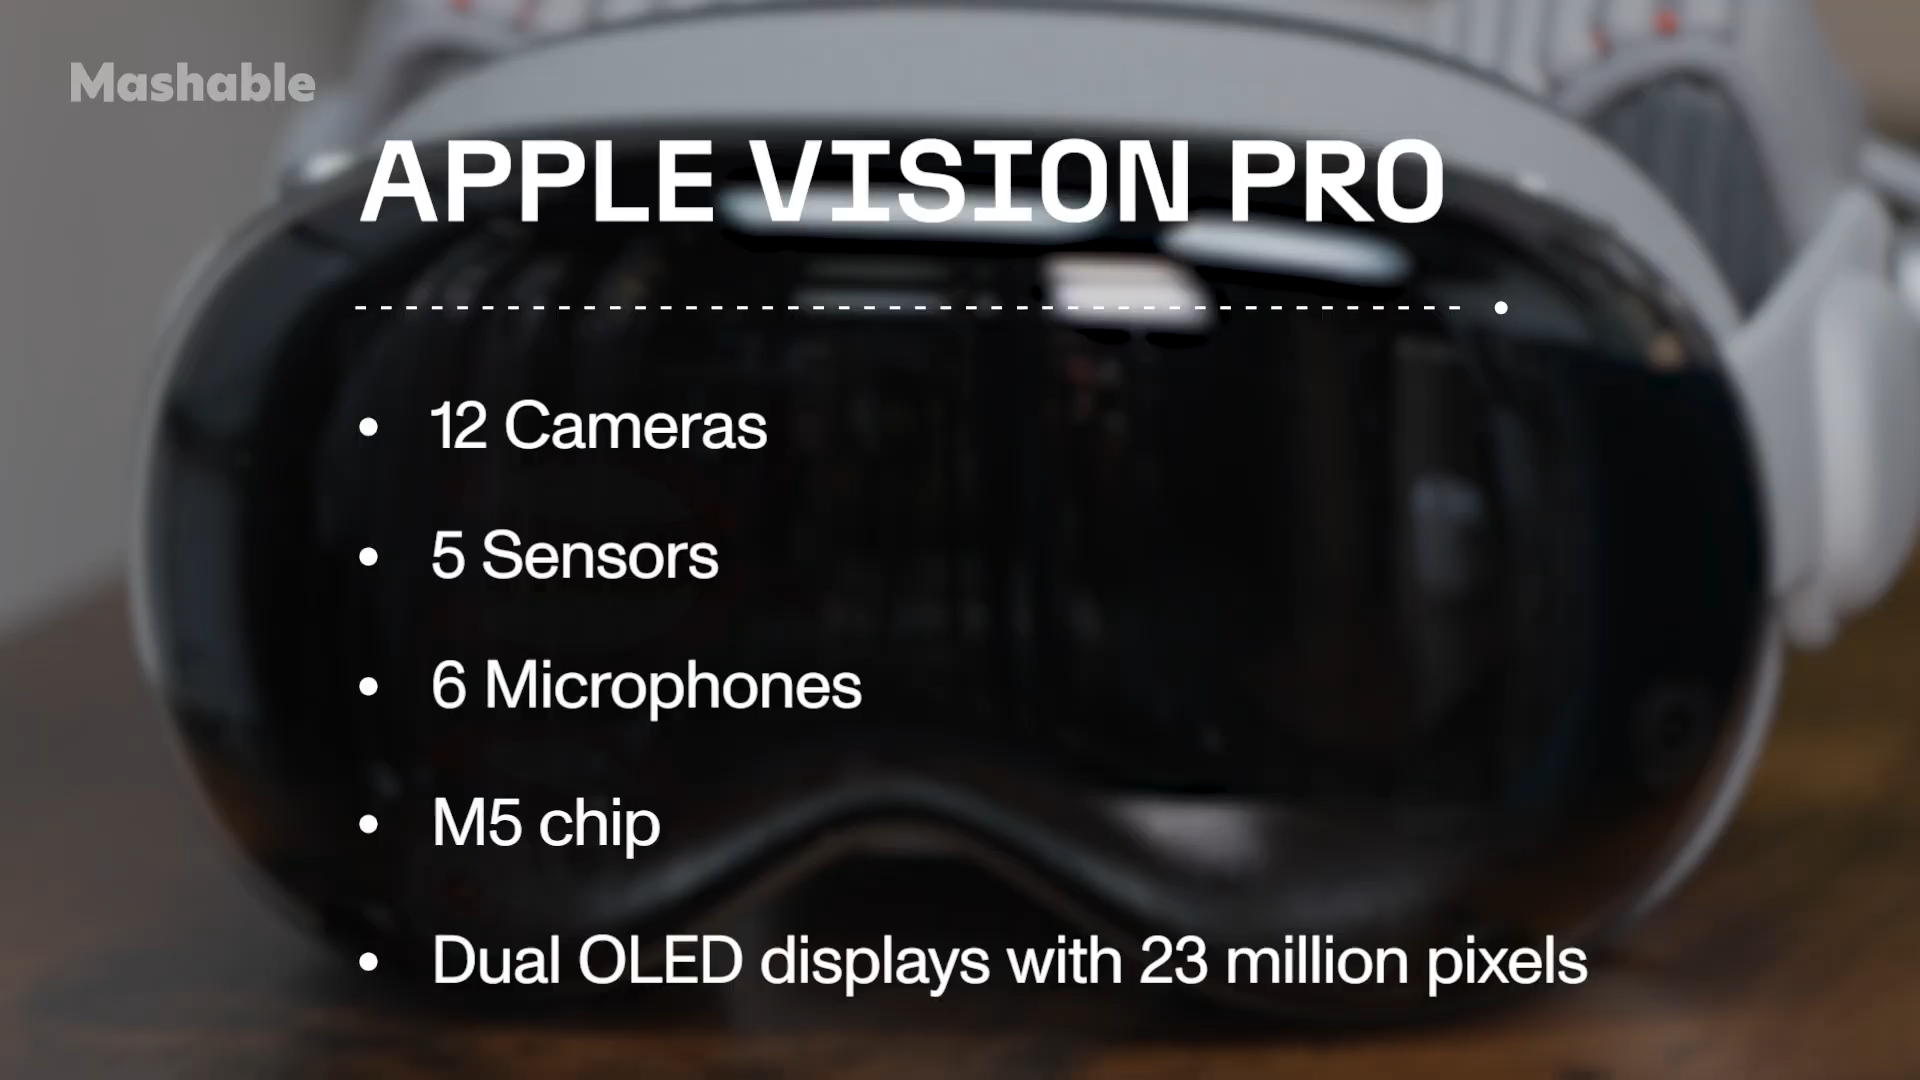 Mashable
APPLE VISION PRO
• 12 Cameras
• 5 Sensors
• 6 Microphones
• M5 chip
• Dual OLED displays with 23 million pixels